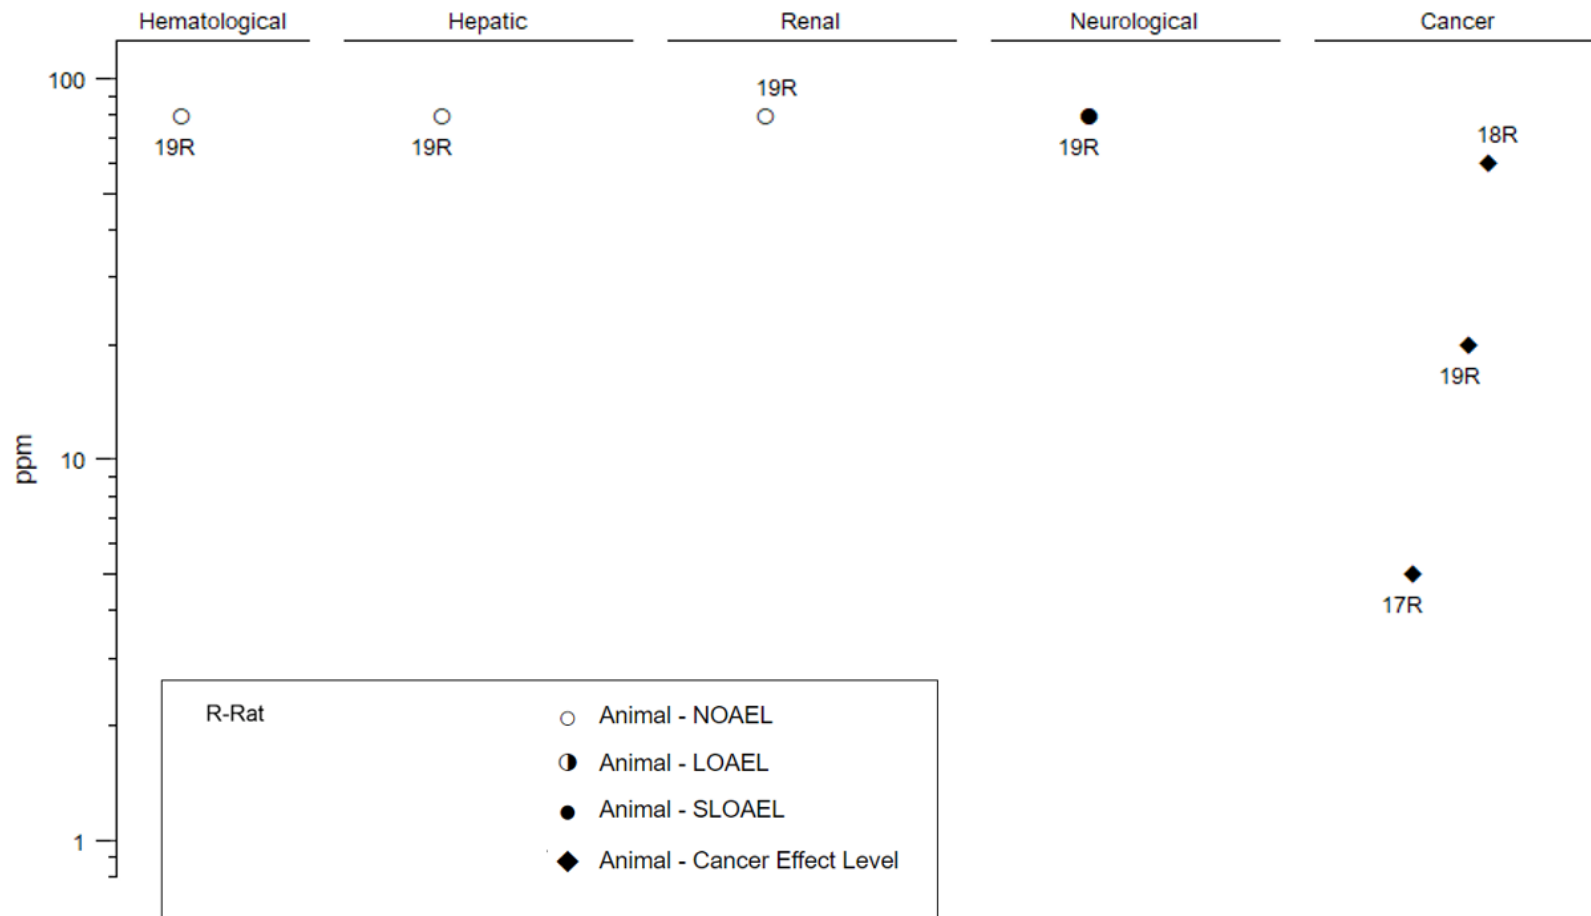 Hematological Hepatic Renal Neurological Cancer
100
19R
19R 19R 19R
18R
19R
ppm
10
17R
R-Rat
Animal - NOAEL
Animal - LOAEL
Animal - SLOAEL
1
Animal - Cancer Effect Level